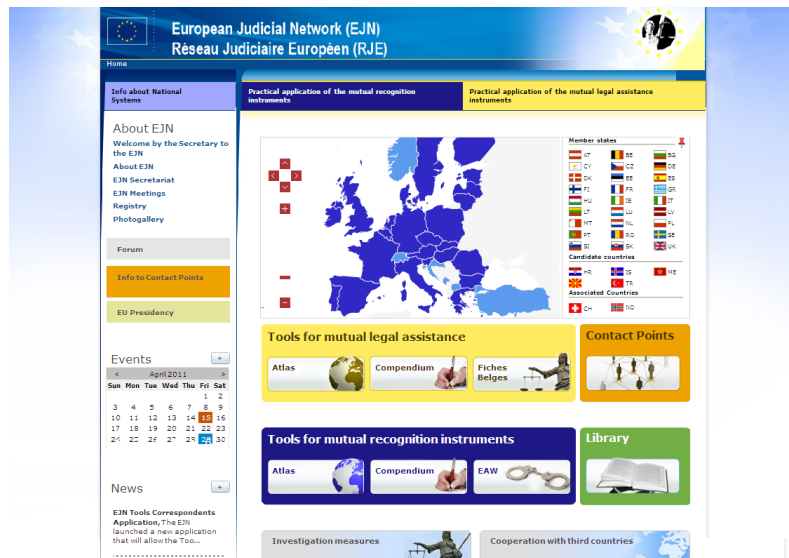 European Judicial Network (EJN)
Réseau Judiciaire Européen (RJE)
Home
Info about National
Systems
Practical application of the mutual recognition
instruments
Practical application of the mutual legal assistance
instruments
About EJN
Welcome by the Secretary to
the EJN
About EJN
EJN Secretariat
EJN Meetings
Registry
Photogallery
Forum
Info to Contact Points
EU Presidency
Events
+
< April 2011 >
Sun Mon Tue Wed Thu Fri Sat
1 2
3 4 5 6 7 8 9
10 11 12 13 14 15 16
17 18 19 20 21 22 23
24 25 26 27 28 29 30
News
+
EJN Tools Correspondents
Application, The EJN
launched a new application
that will allow the Too...
Member states
AT BE BG
CY CZ DE
DK EE ES
FI FR GR
HU IE IT
LT LU LV
MT NL PL
PT RO SE
SI SK UK
Candidate countries
HR IS ME
TR
Associated Countries
CH NO
Tools for mutual legal assistance
Atlas
Compendium
Fiches
Belges
Contact Points
Tools for mutual recognition instruments
Atlas
Compendium
EAW
Library
Investigation measures
Cooperation with third countries